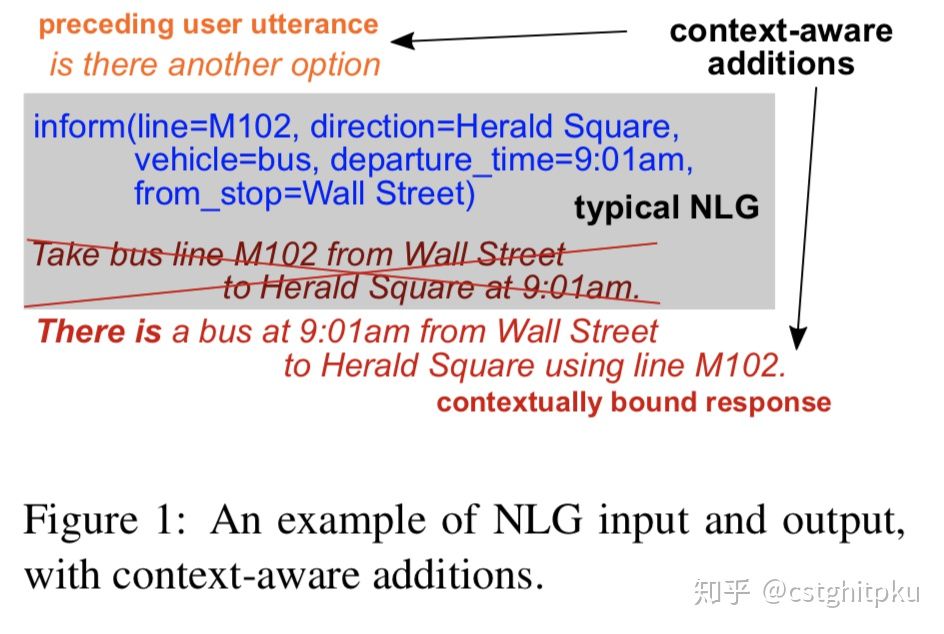 preceding user utterance
is there another option
context-aware
additions
inform(line=M102, direction=Herald Square,
vehicle=bus, departure_time=9:01am,
from_stop=Wall Street)
typical NLG
Take bus line M102 from Wall Street
to Herald Square at 9:01am.
There is a bus at 9:01am from Wall Street
to Herald Square using line M102.
contextually bound response
Figure 1: An example of NLG input and output,
with context-aware additions.
知乎 @cstghitpku